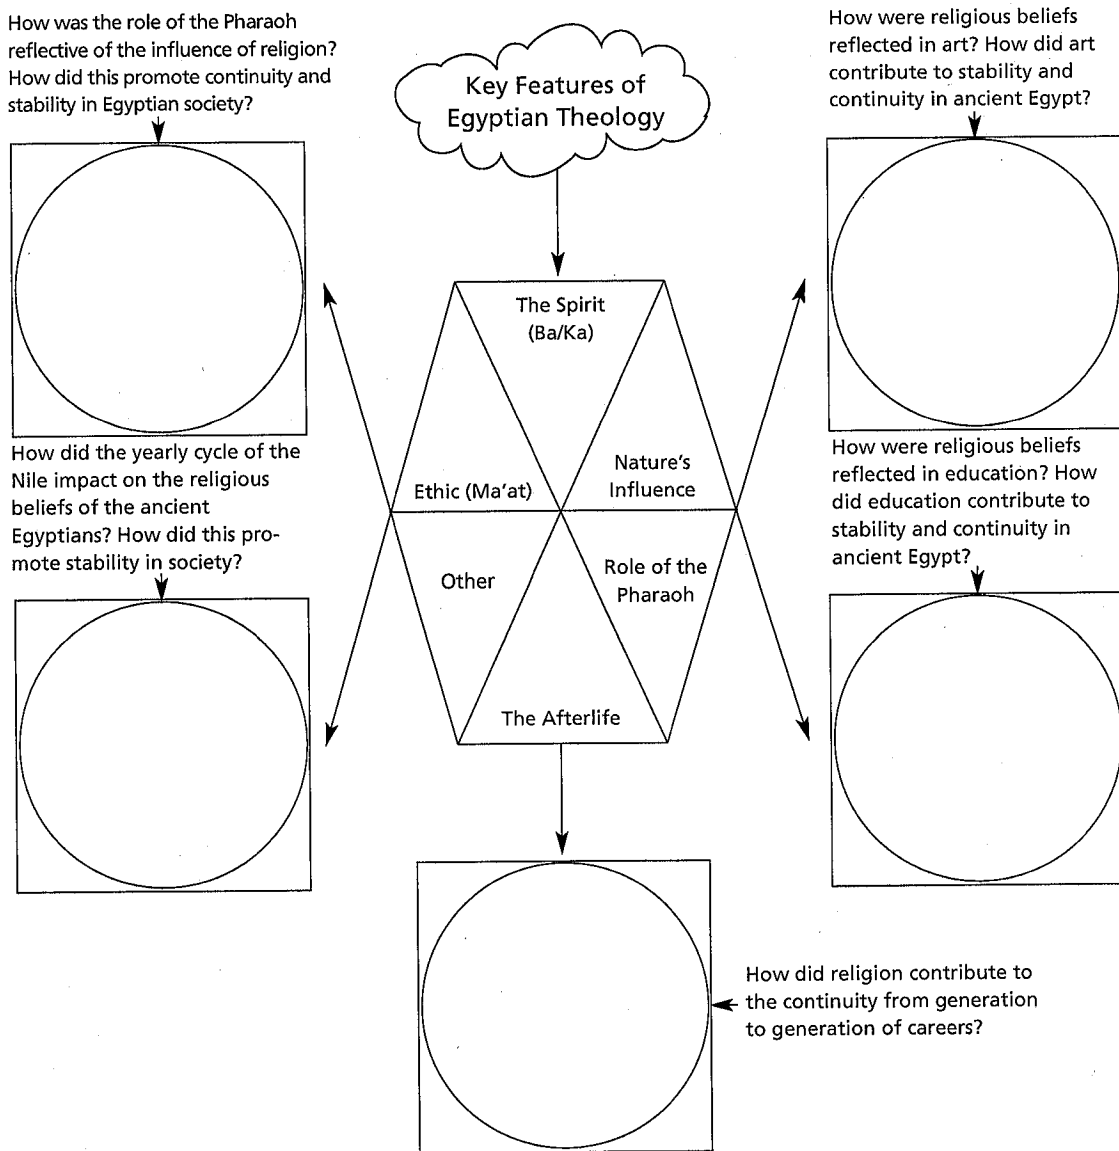 How was the role of the Pharaoh
reflective of the influence of religion?
How did this promote continuity and
stability in Egyptian society?
Key Features of
Egyptian Theology
How were religious beliefs
reflected in art? How did art
contribute to stability and
continuity in ancient Egypt?
The Spirit
(Ba/Ka)
Ethic (Ma'at)
Nature's
Influence
Other
Role of the
Pharaoh
The Afterlife
How did the yearly cycle of the
Nile impact on the religious
beliefs of the ancient
Egyptians? How did this pro-
mote stability in society?
How were religious beliefs
reflected in education? How
did education contribute to
stability and continuity in
ancient Egypt?
How did religion contribute to
the continuity from generation
to generation of careers?